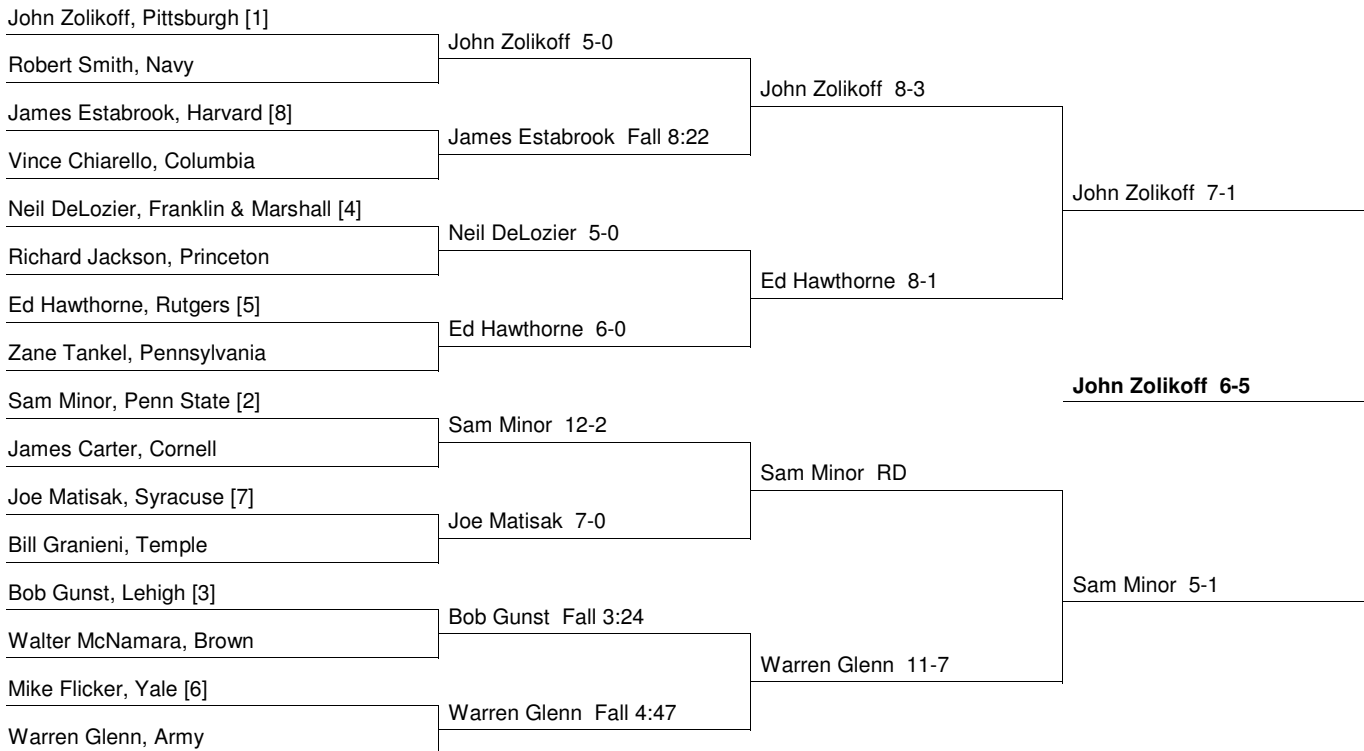 John Zolikoff, Pittsburgh [1]
John Zolikoff 5-0
Robert Smith, Navy
John Zolikoff 8-3
James Estabrook, Harvard [8]
James Estabrook Fall 8:22
Vince Chiarello, Columbia
John Zolikoff 7-1
Neil DeLozier, Franklin & Marshall [4]
Neil DeLozier 5-0
Richard Jackson, Princeton
Ed Hawthorne 8-1
Ed Hawthorne, Rutgers [5]
Ed Hawthorne 6-0
Zane Tankel, Pennsylvania
John Zolikoff 6-5
Sam Minor, Penn State [2]
Sam Minor 12-2
James Carter, Cornell
Sam Minor RD
Joe Matisak, Syracuse [7]
Joe Matisak 7-0
Bill Granieni, Temple
Sam Minor 5-1
Bob Gunst, Lehigh [3]
Bob Gunst Fall 3:24
Walter McNamara, Brown
Warren Glenn 11-7
Mike Flicker, Yale [6]
Warren Glenn Fall 4:47
Warren Glenn, Army